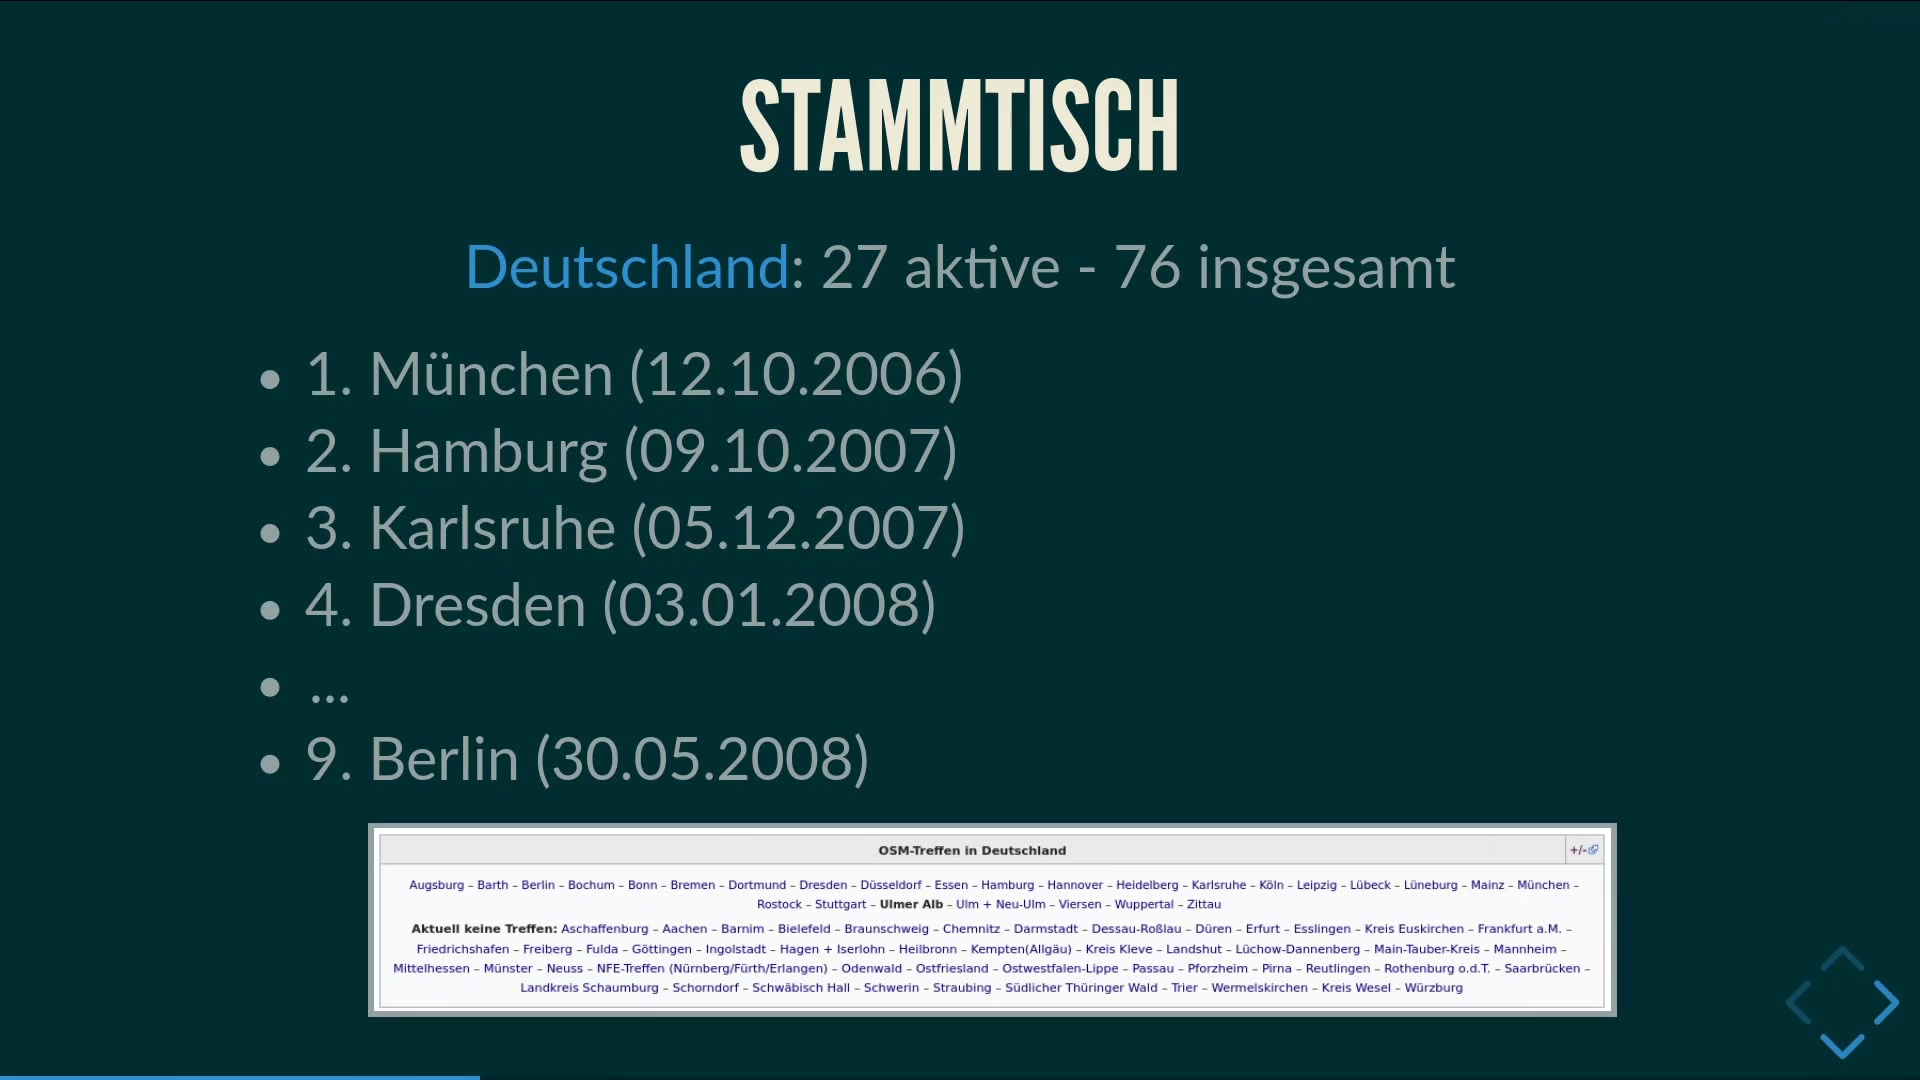 STAMMTISCH
Deutschland: 27 aktive - 76 insgesamt
• 1. München (12.10.2006)
• 2. Hamburg (09.10.2007)
• 3. Karlsruhe (05.12.2007)
• 4. Dresden (03.01.2008)
• ...
• 9. Berlin (30.05.2008)
OSM-Treffen in Deutschland +/-
Augsburg – Barth – Berlin – Bochum – Bonn – Bremen – Dortmund – Dresden – Düsseldorf – Essen – Hamburg – Hannover – Heidelberg – Karlsruhe – Köln – Leipzig – Lübeck – Lüneburg – Mainz – München –
Rostock – Stuttgart – Ulmer Alb – Ulm + Neu-Ulm – Viersen – Wuppertal – Zittau
Aktuell keine Treffen: Aschaffenburg – Aachen – Barnim – Bielefeld – Braunschweig – Chemnitz – Darmstadt – Dessau-Roßlau – Düren – Erfurt – Esslingen – Kreis Euskirchen – Frankfurt a.M. –
Friedrichshafen – Freiberg – Fulda – Göttingen – Ingolstadt – Hagen + Iserlohn – Heilbronn – Kempten(Allgäu) – Kreis Kleve – Landshut – Lüchow-Dannenberg – Main-Tauber-Kreis – Mannheim –
Mittelhessen – Münster – Neuss – NFE-Treffen (Nürnberg/Fürth/Erlangen) – Odenwald – Ostfriesland – Ostwestfalen-Lippe – Passau – Pforzheim – Pirna – Reutlingen – Rothenburg o.d.T. – Saarbrücken –
Landkreis Schaumburg – Schorndorf – Schwäbisch Hall – Schwerin – Straubing – Südlicher Thüringer Wald – Trier – Wermelskirchen – Kreis Wesel – Würzburg